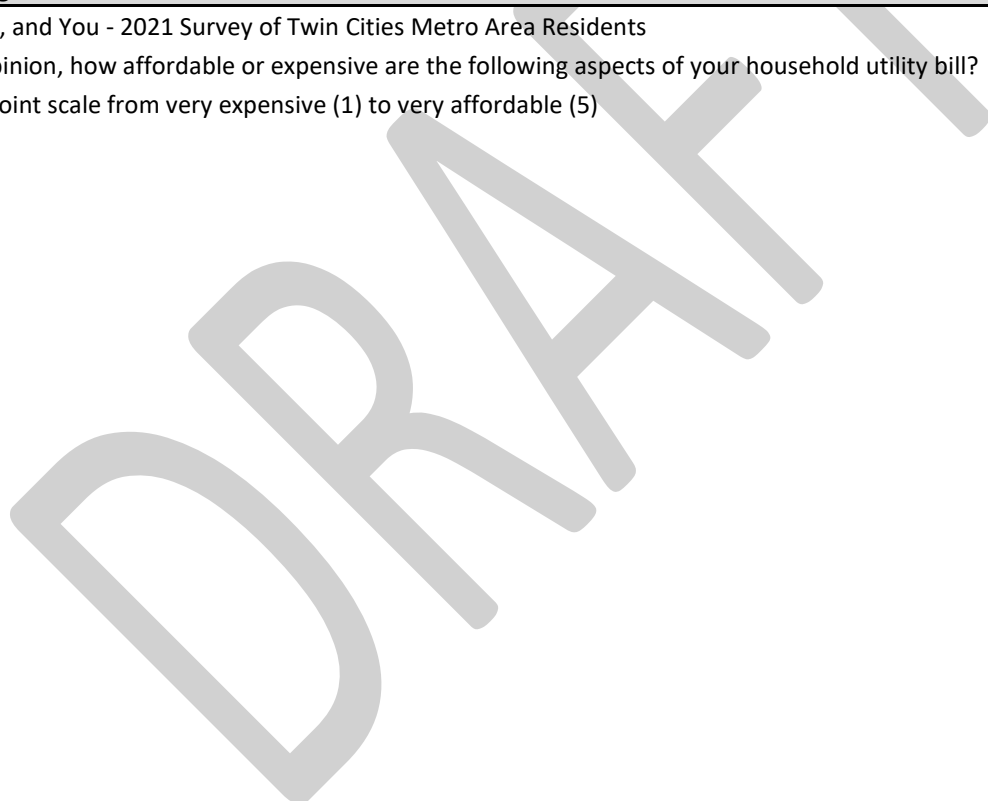 , and You - 2021 Survey of Twin Cities Metro Area Residents
pinion, how affordable or expensive are the following aspects of your household utility bill?
oint scale from very expensive (1) to very affordable (5)
DRAFT